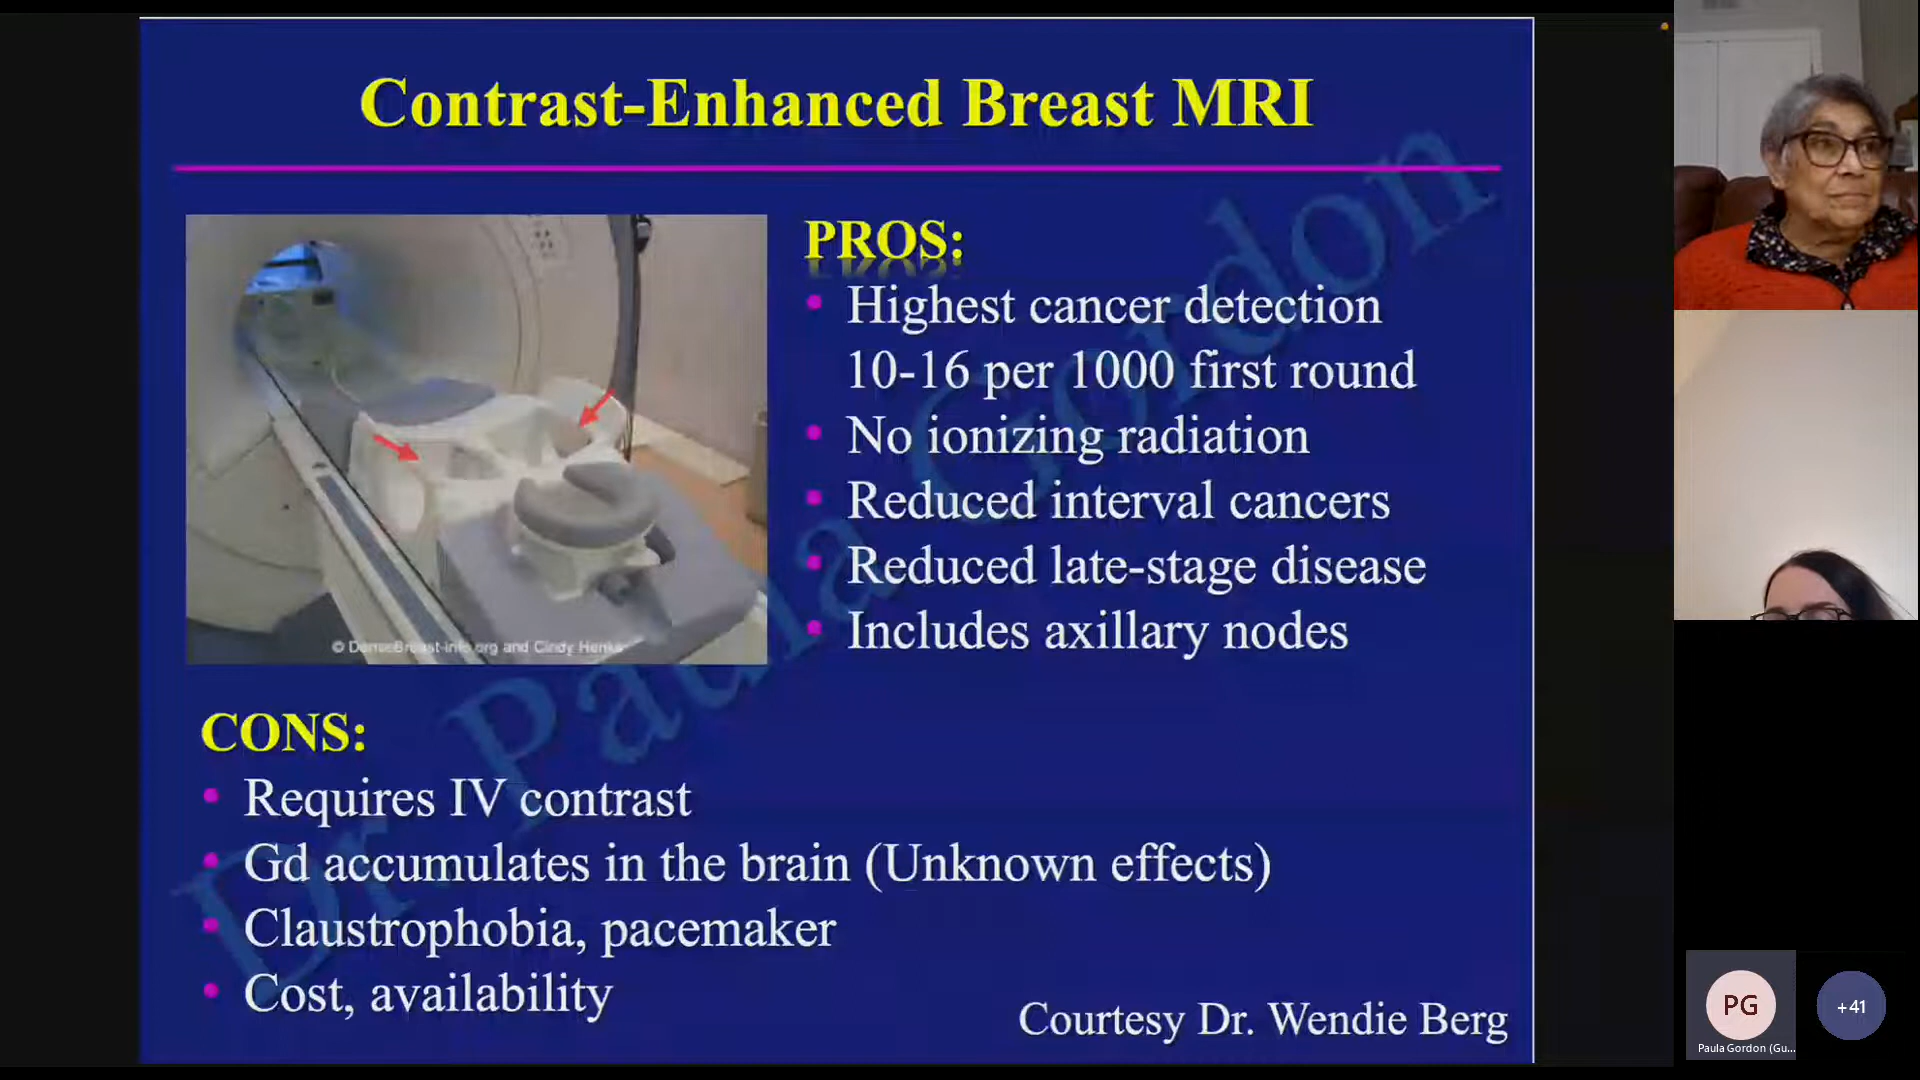 Contrast-Enhanced Breast MRI
PROS:
• Highest cancer detection
10-16 per 1000 first round
• No ionizing radiation
• Reduced interval cancers
• Reduced late-stage disease
• Includes axillary nodes
© DenseBreast-info.org and Cindy
CONS:
• Requires IV contrast
• Gd accumulates in the brain (Unknown effects)
• Claustrophobia, pacemaker
• Cost, availability
Courtesy Dr. Wendie Berg
Dr. Paula Gordon
PG
Paula Gordon (Gu...
+41